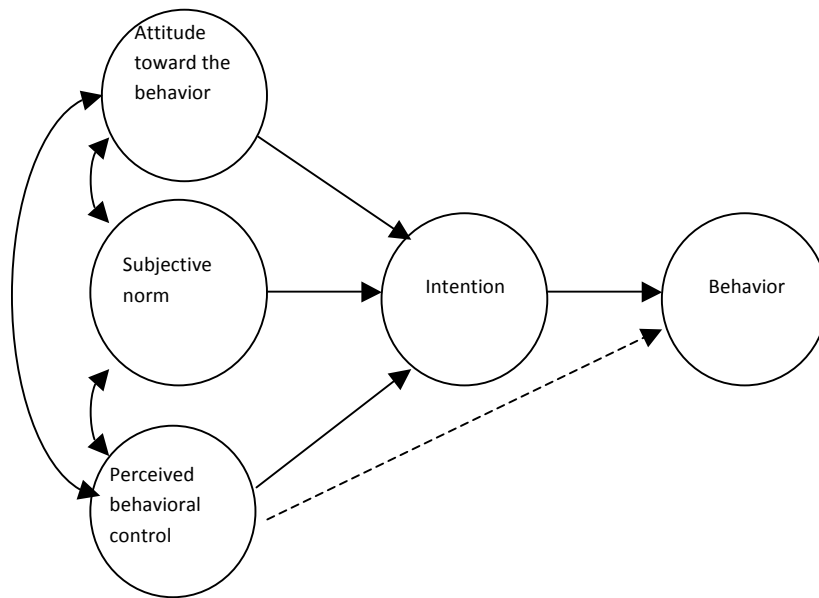 Attitude
toward the
behavior
Subjective
norm
Intention
Behavior
Perceived
behavioral
control